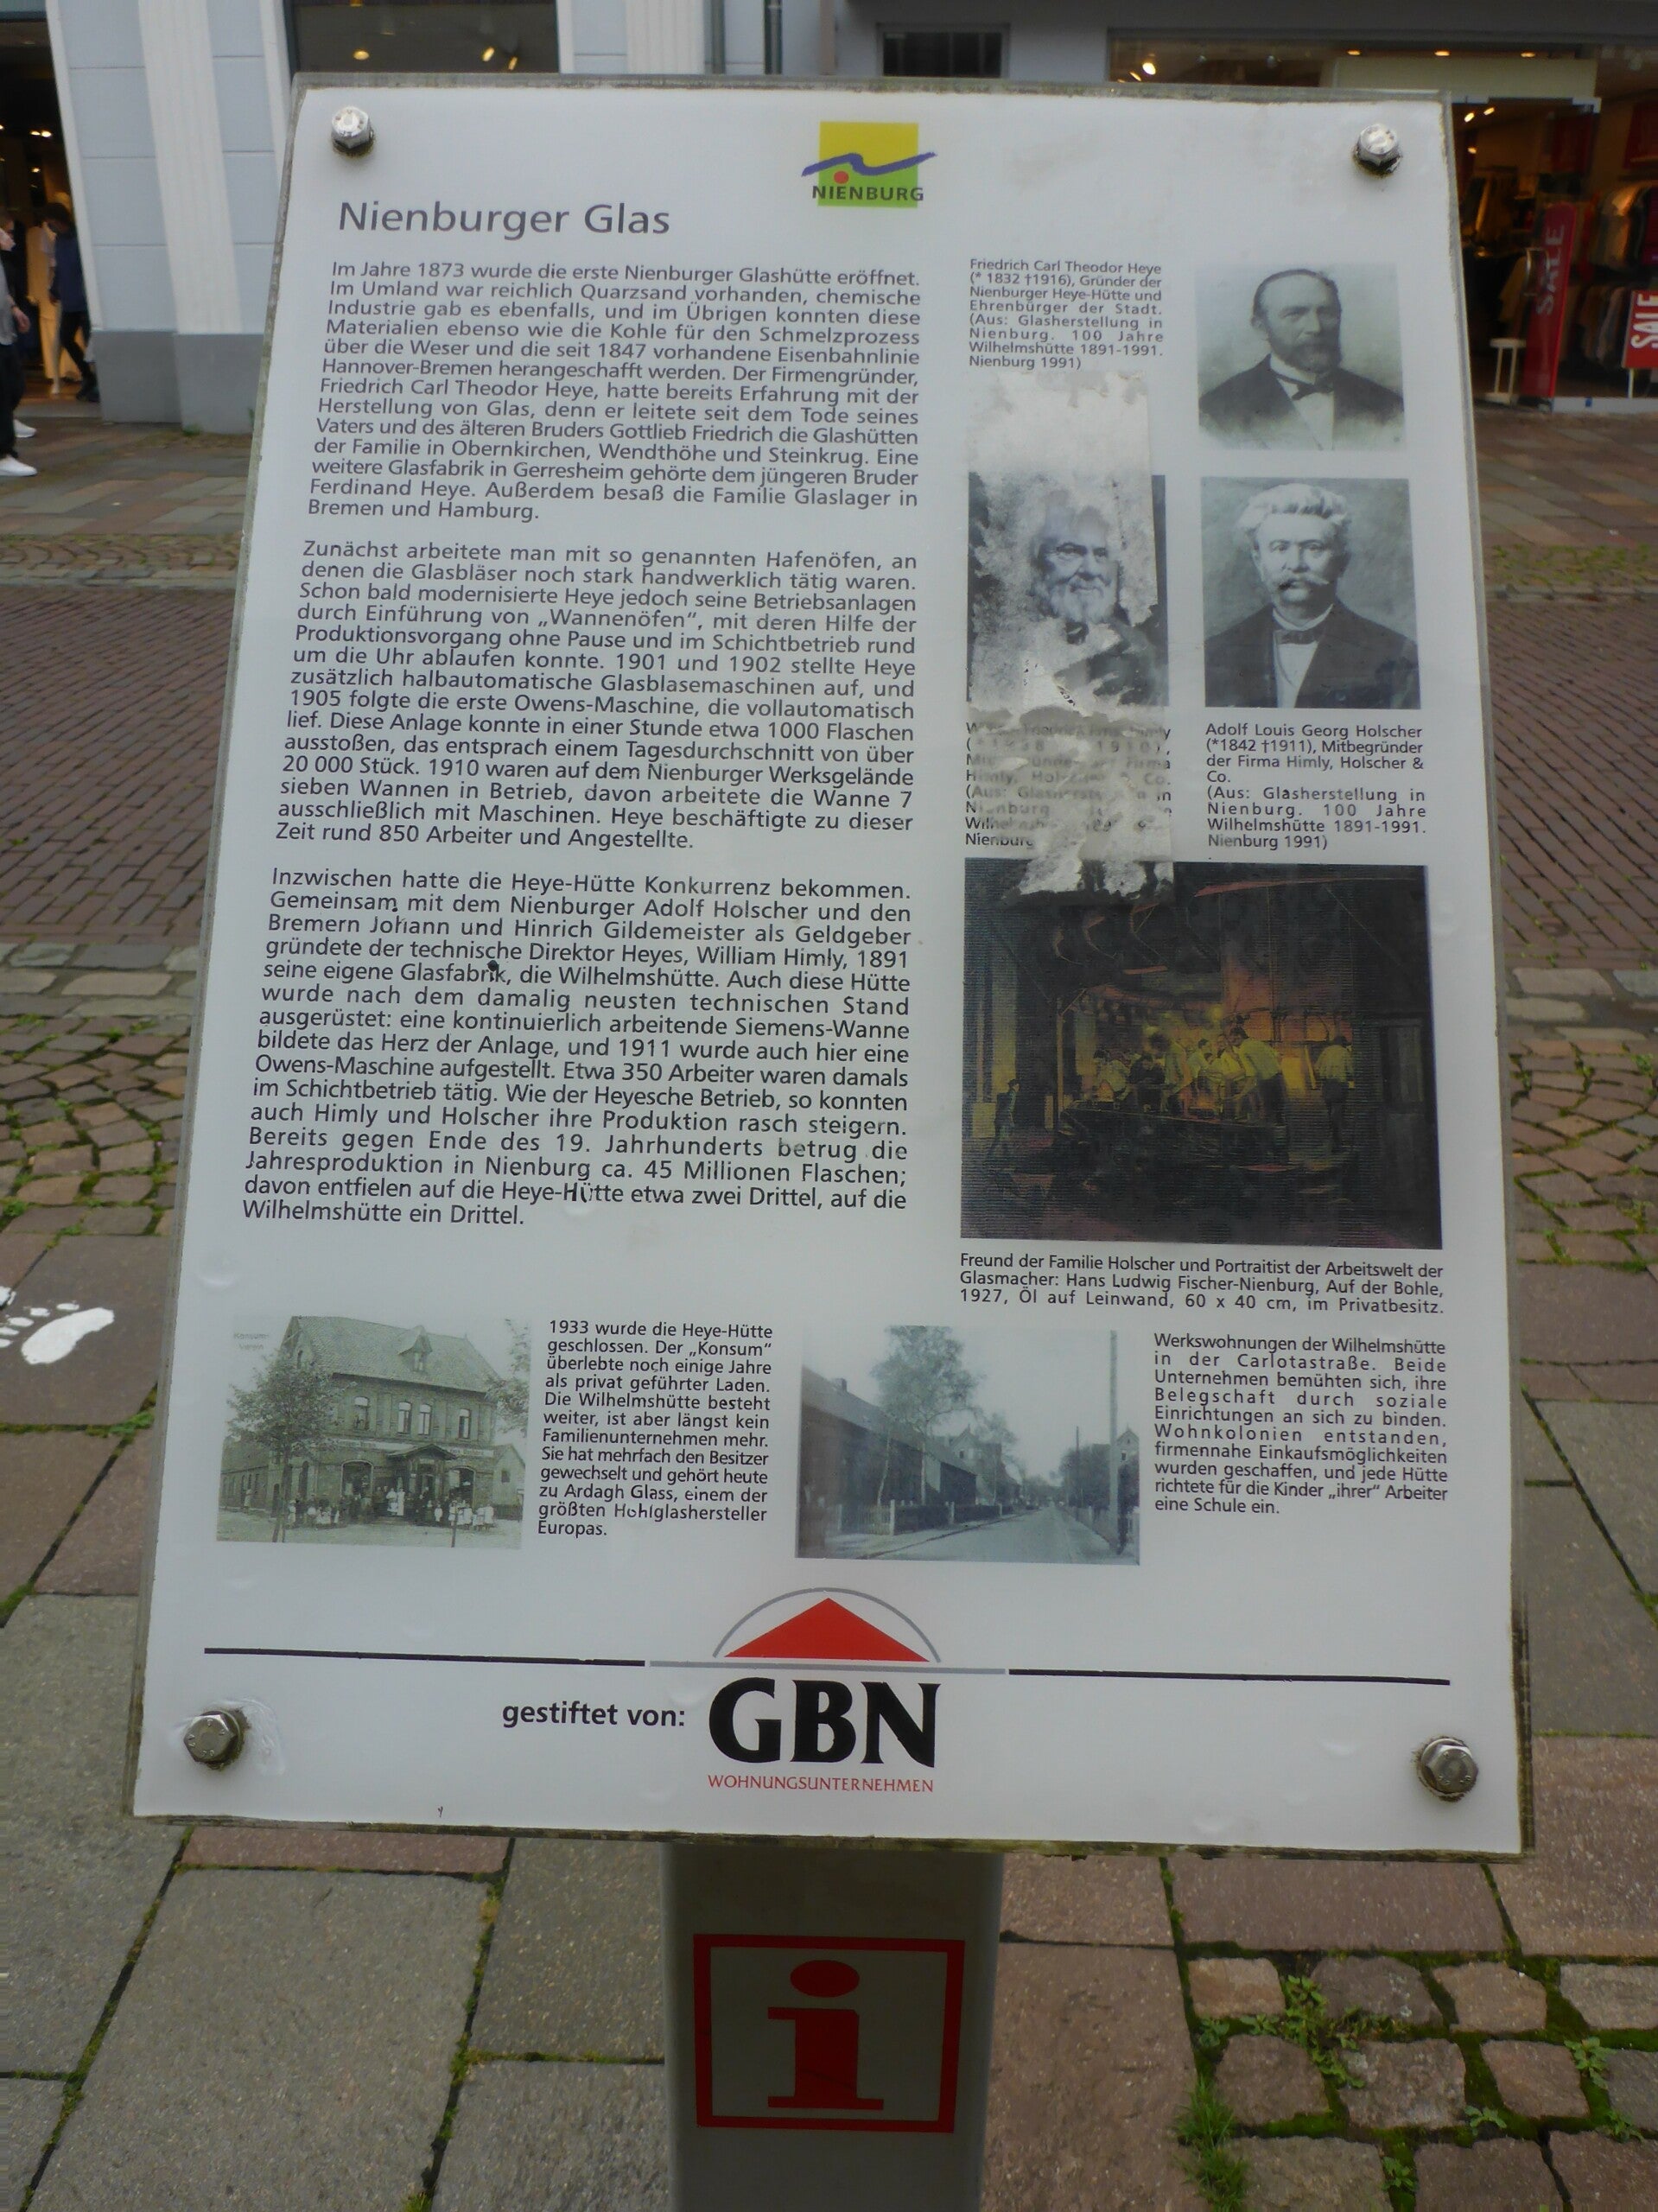 NIENBURG
Nienburger Glas
Im Jahre 1873 wurde die erste Nienburger Glashütte eröffnet.
Im Umland war reichlich Quarzsand vorhanden, chemische
Industrie gab es ebenfalls, und im Übrigen konnten diese
Materialien ebenso wie die Kohle für den Schmelzprozess
über die Weser und die seit 1847 vorhandene Eisenbahnlinie
Hannover-Bremen herangeschafft werden. Der Firmengründer,
Friedrich Carl Theodor Heye, hatte bereits Erfahrung mit der
Herstellung von Glas, denn er leitete seit dem Tode seines
Vaters und des älteren Bruders Gottlieb Friedrich die Glashütten
der Familie in Obernkirchen, Wendthöhe und Steinkrug. Eine
weitere Glasfabrik in Gerresheim gehörte dem jüngeren Bruder
Ferdinand Heye. Außerdem besaß die Familie Glaslager in
Bremen und Hamburg.
Zunächst arbeitete man mit so genannten Hafenöfen, an
denen die Glasbläser noch stark handwerklich tätig waren.
Schon bald modernisierte Heye jedoch seine Betriebsanlagen
durch Einführung von „Wannenöfen“, mit deren Hilfe der
Produktionsvorgang ohne Pause und im Schichtbetrieb rund
um die Uhr ablaufen konnte. 1901 und 1902 stellte Heye
zusätzlich halbautomatische Glasblasemaschinen auf, und
1905 folgte die erste Owens-Maschine, die vollautomatisch
lief. Diese Anlage konnte in einer Stunde etwa 1000 Flaschen
ausstoßen, das entsprach einem Tagesdurchschnitt von über
20 000 Stück. 1910 waren auf dem Nienburger Werksgelände
sieben Wannen in Betrieb, davon arbeitete die Wanne 7
ausschließlich mit Maschinen. Heye beschäftigte zu dieser
Zeit rund 850 Arbeiter und Angestellte.
Inzwischen hatte die Heye-Hütte Konkurrenz bekommen.
Gemeinsam mit dem Nienburger Adolf Holscher und den
Bremern Johann und Hinrich Gildemeister als Geldgeber
gründete der technische Direktor Heyes, William Himly, 1891
seine eigene Glasfabrik, die Wilhelmshütte. Auch diese Hütte
wurde nach dem damalig neusten technischen Stand
ausgerüstet: eine kontinuierlich arbeitende Siemens-Wanne
bildete das Herz der Anlage, und 1911 wurde auch hier eine
Owens-Maschine aufgestellt. Etwa 350 Arbeiter waren damals
im Schichtbetrieb tätig. Wie der Heyesche Betrieb, so konnten
auch Himly und Holscher ihre Produktion rasch steigern.
Bereits gegen Ende des 19. Jahrhunderts betrug die
Jahresproduktion in Nienburg ca. 45 Millionen Flaschen;
davon entfielen auf die Heye-Hütte etwa zwei Drittel, auf die
Wilhelmshütte ein Drittel.
Friedrich Carl Theodor Heye
(* 1832 †1916), Gründer der
Nienburger Heye-Hütte und
Ehrenbürger der Stadt.
(Aus: Glasherstellung in
Nienburg. 100 Jahre
Wilhelmshütte 1891-1991.
Nienburg 1991)
Himly, & Co.
(Aus: in
Adolf Louis Georg Holscher
(*1842 †1911), Mitbegründer
der Firma Himly, Holscher &
Co.
(Aus: Glasherstellung in
Nienburg. 100 Jahre
Wilhelmshütte 1891-1991.
Nienburg 1991)
Freund der Familie Holscher und Portraitist der Arbeitswelt der
Glasmacher: Hans Ludwig Fischer-Nienburg, Auf der Bohle,
1927, Öl auf Leinwand, 60 x 40 cm, im Privatbesitz.
1933 wurde die Heye-Hütte
geschlossen. Der „Konsum“
überlebte noch einige Jahre
als privat geführter Laden.
Die Wilhelmshütte besteht
weiter, ist aber längst kein
Familienunternehmen mehr.
Sie hat mehrfach den Besitzer
gewechselt und gehört heute
zu Ardagh Glass, einem der
größten Hohlglashersteller
Europas.
Werkswohnungen der Wilhelmshütte
in der Carlotastraße. Beide
Unternehmen bemühten sich, ihre
Belegschaft durch soziale
Einrichtungen an sich zu binden.
Wohnkolonien entstanden,
firmennahe Einkaufsmöglichkeiten
wurden geschaffen, und jede Hütte
richtete für die Kinder „ihrer“ Arbeiter
eine Schule ein.
gestiftet von:
GBN
WOHNUNGSUNTERNEHMEN
i
SALE
SALE